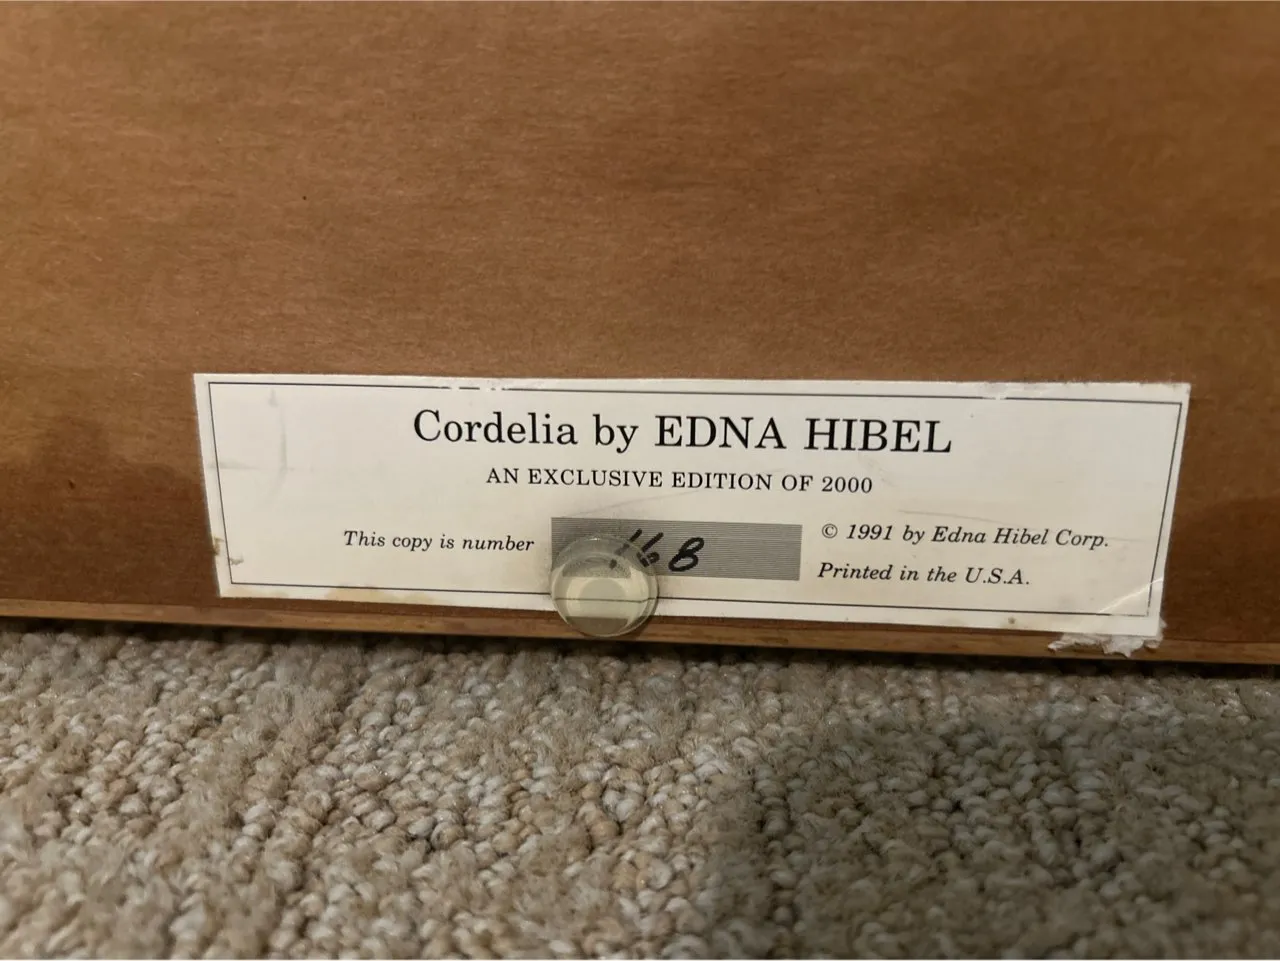 Cordelia by EDNA HIBEL
AN EXCLUSIVE EDITION OF 2000
This copy is number 168
© 1991 by Edna Hibel Corp.
Printed in the U.S.A.